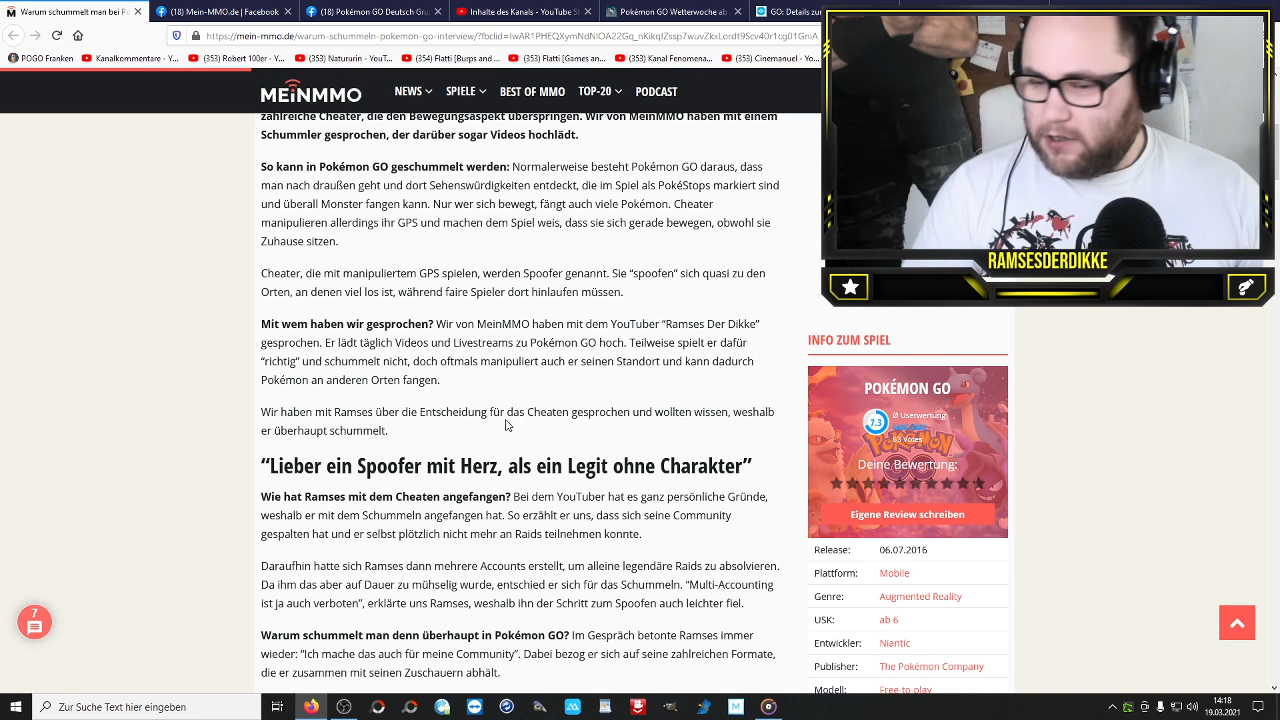 Warum schummelt man bei Po
Facebook
(3) Pokémon GO Deutsch Gru
Inhalte des Kanals - YouTube S
Pokémon GO Wetterwoche ab
GO: Details zu
https://mein-mmo.de/warum-schummeln-pokemon-go-interview/?
POGO Franken
Kanalkommentare - Y...
(353) Roman 100er - YT...
(353) Natururin - YouT...
(354) Flatti [Burps and ...
(353) Flatti [Games an...
(353) Kanal Fenomena...
(353) Cinemanuel - Yo
MEiNMMO
NEWS
SPIELE
BEST OF MMO
TOP-20
PODCAST
zahlreiche Cheater, die den Bewegungsaspekt überspringen. Wir von MeinMMO haben mit einem
Schummler gesprochen, der darüber sogar Videos hochlädt.
So kann in Pokémon GO geschummelt werden: Normalerweise besteht Pokémon GO daraus, dass
man nach draußen geht und dort Sehenswürdigkeiten entdeckt, die im Spiel als PokéStops markiert sind
und überall Monster fangen kann. Nur wer sich bewegt, fängt auch viele Pokémon. Cheater
manipulieren allerdings ihr GPS und machen dem Spiel weis, dass sie sich gerade bewegen, obwohl sie
Zuhause sitzen.
Cheater, die mit manipuliertem GPS spielen, werden Spoofer genannt. Sie “spoofen” sich quasi zu den
Orten, an denen viel los ist, während faire Spieler dort hinlaufen müssen.
Mit wem haben wir gesprochen? Wir von MeinMMO haben mit dem YouTuber “Ramses Der Dikke”
gesprochen. Er lädt täglich Videos und Livestreams zu Pokémon GO hoch. Teilweise spielt er dafür
“richtig” und schummelt nicht, doch oftmals manipuliert auch er seinen Standort und kann dadurch
Pokémon an anderen Orten fangen.
Wir haben mit Ramses über die Entscheidung für das Cheaten gesprochen und wollten wissen, weshalb
er überhaupt schummelt.
“Lieber ein Spoofer mit Herz, als ein Legit ohne Charakter”
Wie hat Ramses mit dem Cheaten angefangen? Bei dem YouTuber hat es ganz persönliche Gründe,
weshalb er mit dem Schummeln angefangen hat. So erzählt er uns, dass sich seine Community
gespalten hat und er selbst plötzlich nicht mehr an Raids teilnehmen konnte.
Daraufhin hatte sich Ramses dann mehrere Accounts erstellt, um alleine legendäre Raids zu absolvieren.
Da ihm das aber auf Dauer zu mühselig wurde, entschied er sich für das Schummeln. “Multi-Accounting
ist ja auch verboten”, erklärte uns Ramses, weshalb ihn der Schritt zum Spoofen auch leichter fiel.
Warum schummelt man denn überhaupt in Pokémon GO? Im Gespräch betonte Ramses immer
wieder: “Ich mache das auch für meine Community”. Dabei bezog er sich auf seine zahlreichen Formate,
die er zusammen mit seinen Zuschauern abhält.
7
RAMSESDERDIKKE
INFO ZUM SPIEL
POKÉMON GO
7.3
Ø Userwertung:
63 Votes
POKÉMON
GO
Deine Bewertung:
Eigene Review schreiben
Release: 06.07.2016
Plattform: Mobile
Genre: Augmented Reality
USK: ab 6
Entwickler: Niantic
Publisher: The Pokémon Company
Modell: Free-to-play
Zur Suche Text hier eingeben
14:18
19.03.2021